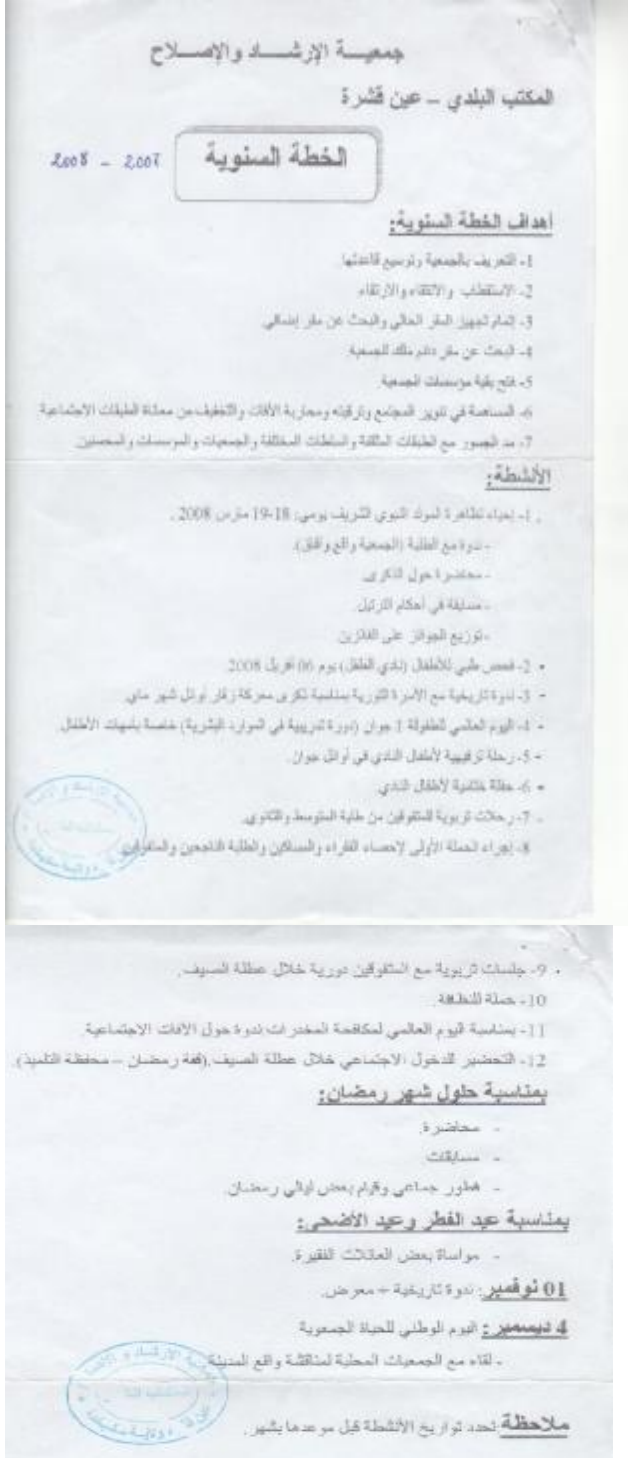 جمعيـــة الإرشــــاد والإصــــلاح
المكتب البلدي – عين قشرة
الخطة السنوية
2008 - 2007
أهداف الخطة السنوية:
1- التعريف بالجمعية وتوسيع قاعدتها.
2- الاستقطاب والانتقاء والارتقاء.
3- إتمام تجهيز المقر الحالي والبحث عن مقر إضافي.
4- البحث عن مقر دائم ملك للجمعية.
5- فتح بقية مؤسسات الجمعية.
6- المساهمة في تنوير المجتمع وترقيته ومحاربة الآفات والتخفيف من معاناة الطبقات الاجتماعية
7- مد الجسور مع الطبقات المثقفة والسلطات المختلفة والجمعيات والمؤسسات والمحسنين.
الأنشطة:
1- إحياء تظاهرة المولد النبوي الشريف يومي: 18-19 مارس 2008.
- ندوة مع الطلبة (الجمعية واقع وآفاق).
- محاضرة حول الذكرى.
- مسابقة في أحكام الترتيل.
- توزيع الجوائز على الفائزين.
2- فحص طبي للأطفال (نادي الطفل) يوم 06 أفريل 2008.
3- ندوة تاريخية مع الأسرة الثورية بمناسبة ذكرى معركة زقار أوائل شهر ماي.
4- اليوم العالمي للطفولة 1 جوان (دورة تدريبية في الموارد البشرية) خاصة بأمهات الأطفال.
5- رحلة ترفيهية لأطفال النادي في أوائل جوان.
6- حفلة ختامية لأطفال النادي.
7- رحلات تربوية للمتفوقين من طلبة المتوسط والثانوي.
8- إجراء الحملة الأولى لإحصاء الفقراء والمساكين والطلبة الناجحين والمتفوقين.
9- جلسات تربوية مع المتفوقين دورية خلال عطلة الصيف.
10- حملة للنظافة.
11- بمناسبة اليوم العالمي لمكافحة المخدرات ندوة حول الآفات الاجتماعية.
12- التحضير للدخول الاجتماعي خلال عطلة الصيف.(قفة رمضان – محفظة التلميذ).
بمناسبة حلول شهر رمضان:
- محاضرة.
- مسابقات
- فطور جماعي وقيام بعض ليالي رمضان.
بمناسبة عيد الفطر وعيد الأضحى:
- مواساة بعض العائلات الفقيرة.
01 نوفمبر: ندوة تاريخية + معرض.
4 ديسمبر: اليوم الوطني للحياة الجمعوية
- لقاء مع الجمعيات المحلية لمناقشة واقع المدينة
ملاحظة تحدد تواريخ الأنشطة قبل موعدها بشهر.